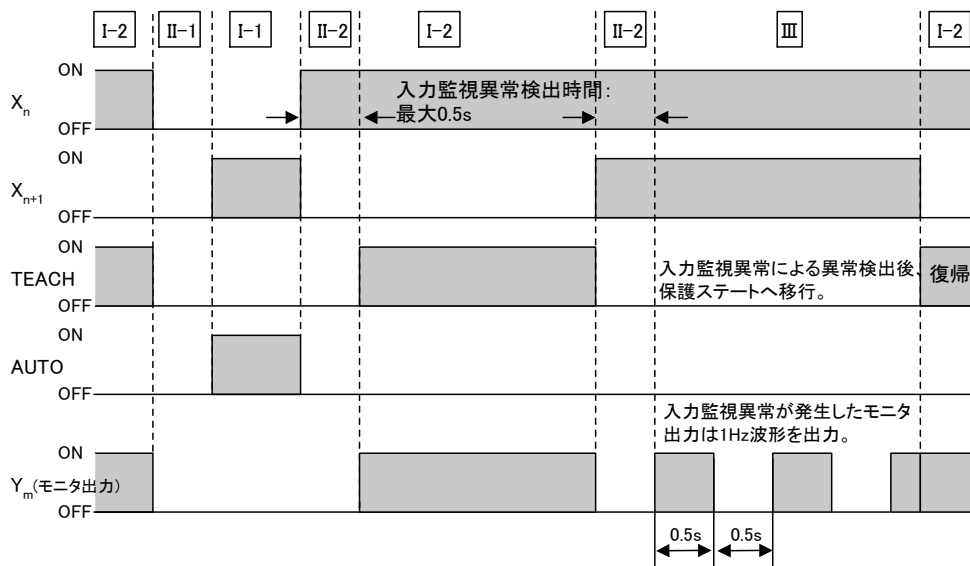 I-2 II-1 I-1 II-2 I-2 II-2 Ⅲ I-2
ON
Xn
OFF
入力監視異常検出時間:
最大0.5s
ON
Xn+1
OFF
ON
TEACH
OFF
入力監視異常による異常検出後、
保護ステートへ移行。
復帰
ON
AUTO
OFF
入力監視異常が発生したモニタ
出力は1Hz波形を出力。
ON
Ym(モニタ出力)
OFF
0.5s 0.5s